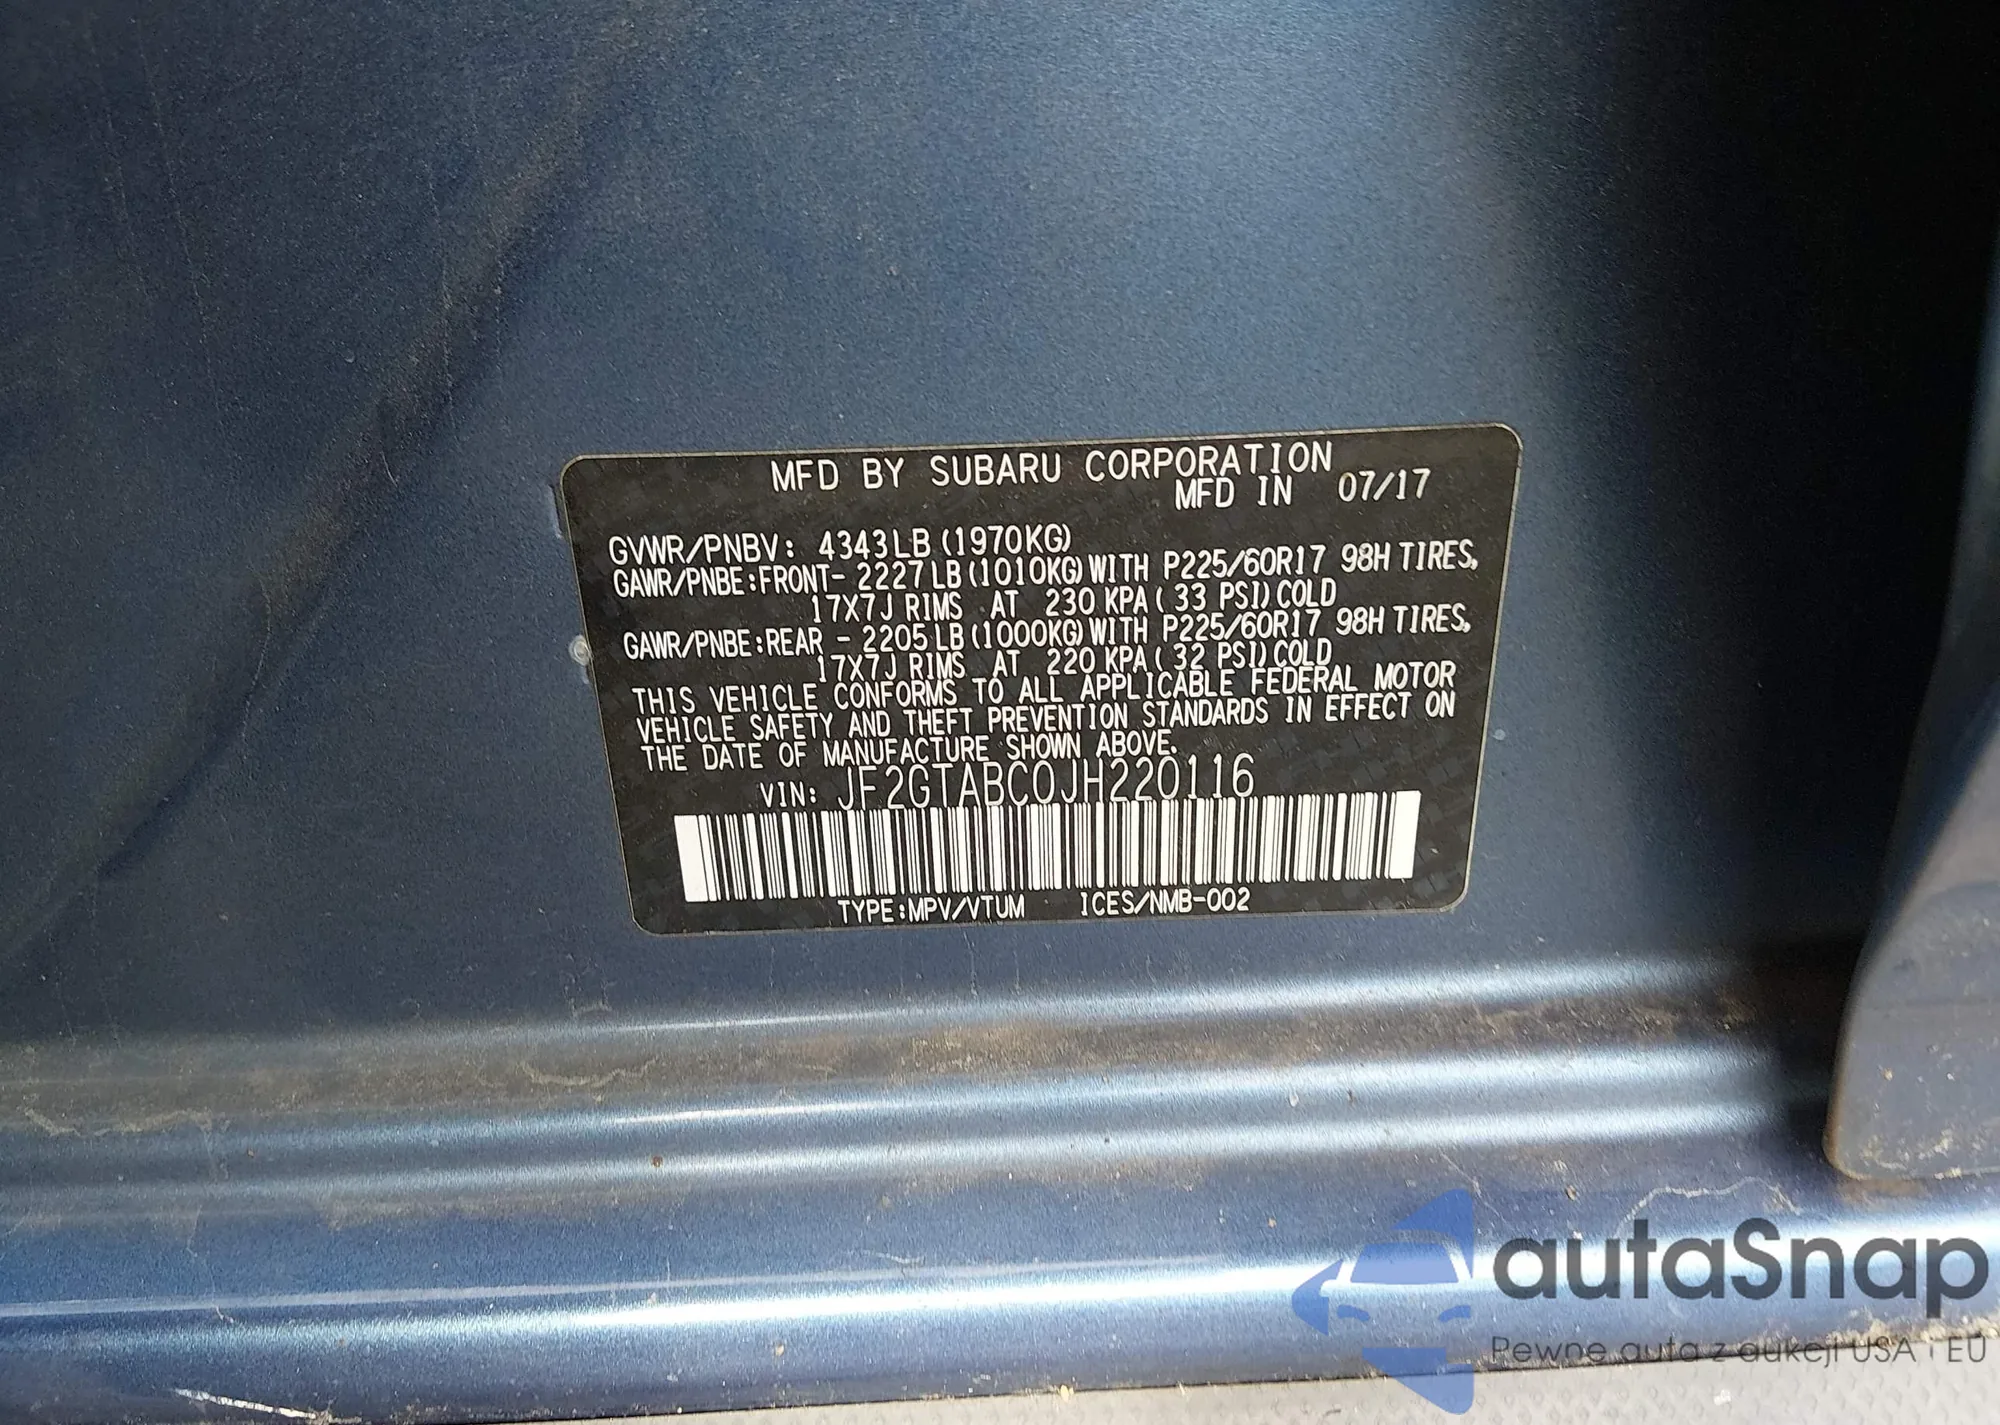 MFD BY SUBARU CORPORATION
MFD IN 07/17
GVWR/PNBV: 4343LB (1970KG)
GAWR/PNBE:FRONT- 2227LB (1010KG) WITH P225/60R17 98H TIRES,
17X7J RIMS AT 230 KPA ( 33 PSI) COLD
GAWR/PNBE:REAR - 2205LB (1000KG) WITH P225/60R17 98H TIRES,
17X7J RIMS AT 220 KPA ( 32 PSI) COLD
THIS VEHICLE CONFORMS TO ALL APPLICABLE FEDERAL MOTOR
VEHICLE SAFETY AND THEFT PREVENTION STANDARDS IN EFFECT ON
THE DATE OF MANUFACTURE SHOWN ABOVE.
VIN: JF2GTABC0JH220116
TYPE:MPV/VTUM ICES/NMB-002
autaSnap
Pewne auta z aukcji USA i EU